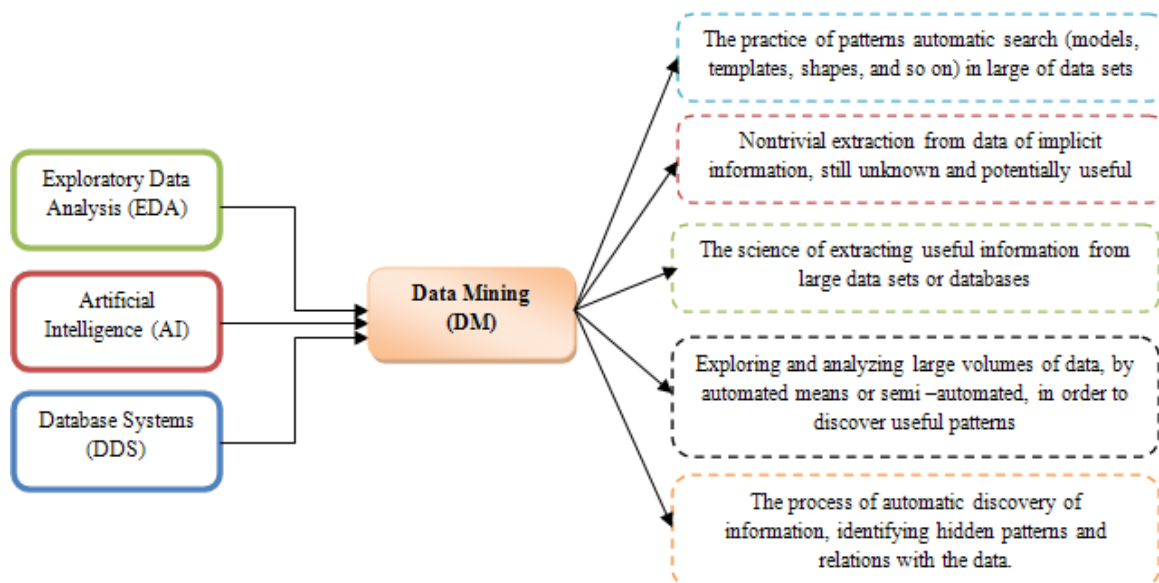 Exploratory Data
Analysis (EDA)
Artificial
Intelligence (AI)
Database Systems
(DDS)
Data Mining
(DM)
The practice of patterns automatic search (models,
templates, shapes, and so on) in large of data sets
Nontrivial extraction from data of implicit
information, still unknown and potentially useful
The science of extracting useful information from
large data sets or databases
Exploring and analyzing large volumes of data, by
automated means or semi –automated, in order to
discover useful patterns
The process of automatic discovery of
information, identifying hidden patterns and
relations with the data.